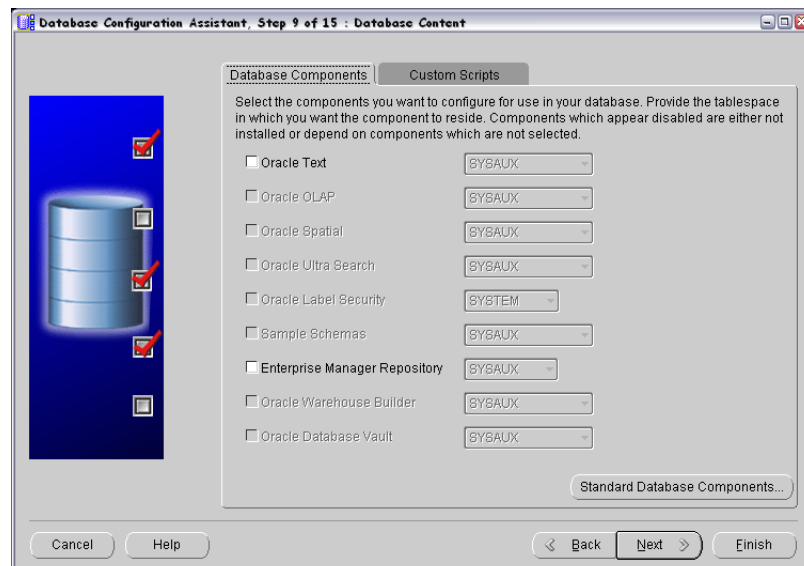 Database Configuration Assistant, Step 9 of 15 : Database Content
Database Components
Custom Scripts
Select the components you want to configure for use in your database. Provide the tablespace
in which you want the component to reside. Components which appear disabled are either not
installed or depend on components which are not selected.
Oracle Text SYSAUX
Oracle OLAP SYSAUX
Oracle Spatial SYSAUX
Oracle Ultra Search SYSAUX
Oracle Label Security SYSTEM
Sample Schemas SYSAUX
Enterprise Manager Repository SYSAUX
Oracle Warehouse Builder SYSAUX
Oracle Database Vault SYSAUX
Standard Database Components...
Cancel Help Back Next Finish